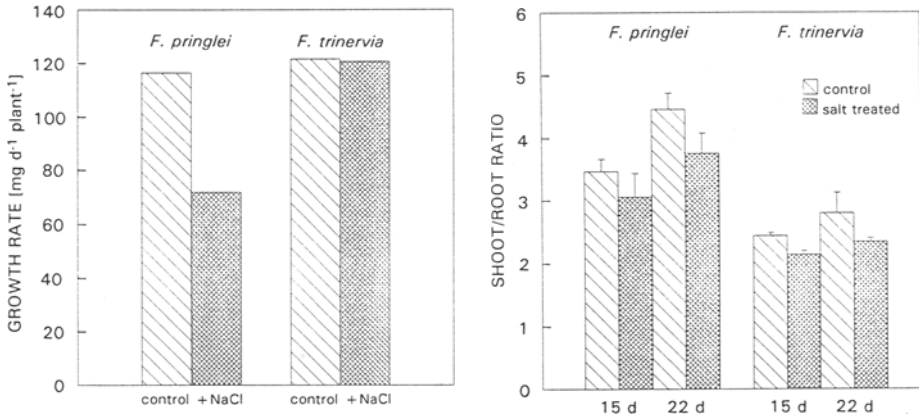 GROWTH RATE [mg d⁻¹ plant⁻¹]
140
120
100
80
60
40
20
0
F. pringlei F. trinervia
control +NaCl control +NaCl
SHOOT/ROOT RATIO
6
5
4
3
2
1
0
F. pringlei F. trinervia
control
salt treated
15 d 22 d 15 d 22 d